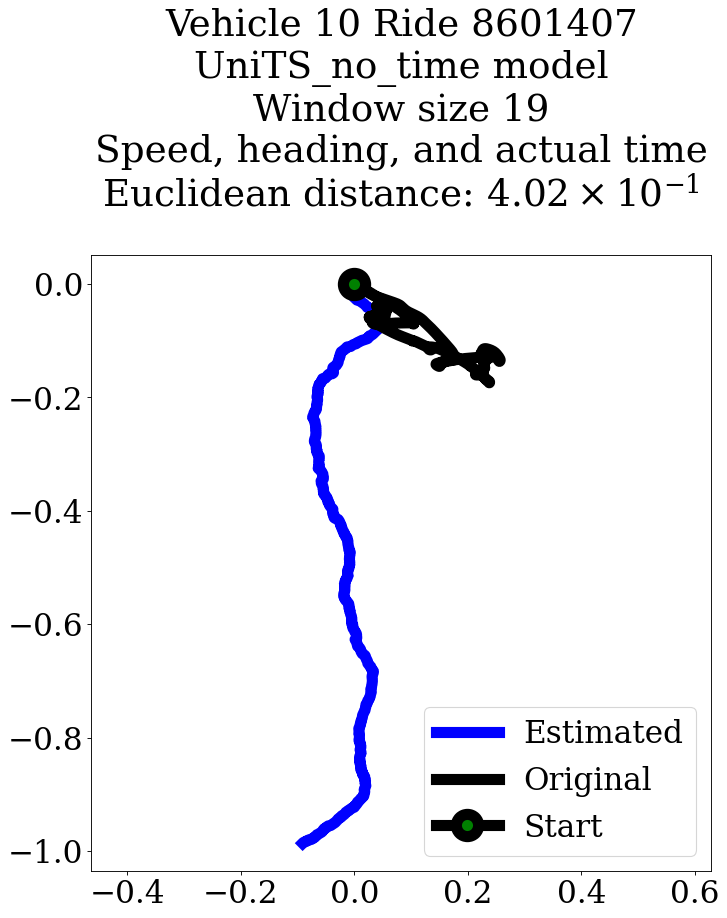 Vehicle 10 Ride 8601407
UniTS_no_time model
Window size 19
Speed, heading, and actual time
Euclidean distance: 4.02 × 10⁻¹
0.0
−0.2
−0.4
−0.6
−0.8
−1.0
Estimated
Original
Start
−0.4 −0.2 0.0 0.2 0.4 0.6